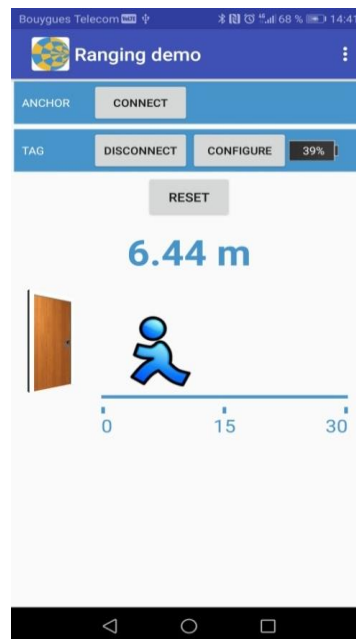 Bouygues Telecom 68 % 14:41
Ranging demo
ANCHOR CONNECT
TAG DISCONNECT CONFIGURE 39%
RESET
6.44 m
0 15 30